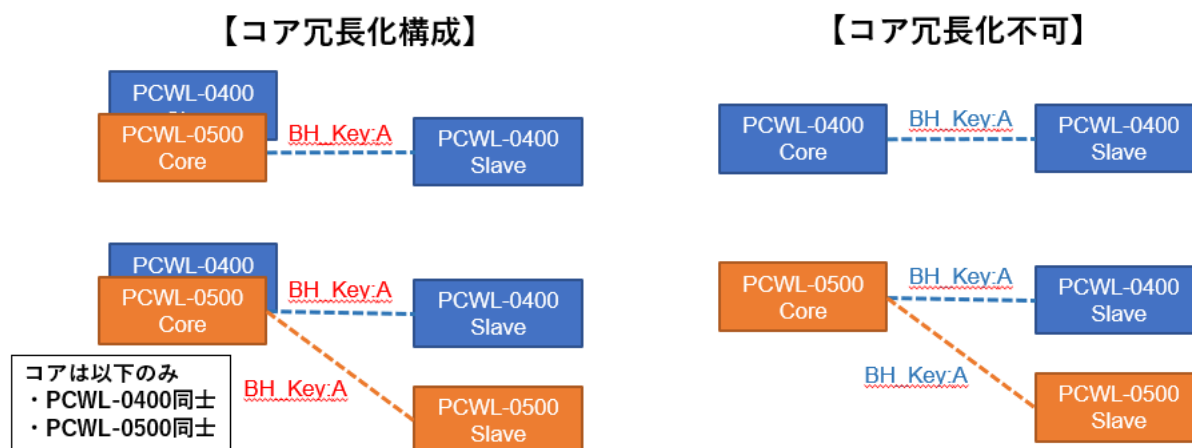 【コア冗長化構成】
PCWL-0400
PCWL-0500
Core
BH_Key:A
PCWL-0400
Slave
PCWL-0400
PCWL-0500
Core
BH_Key:A
PCWL-0400
Slave
BH_Key:A
PCWL-0500
Slave
コアは以下のみ
・PCWL-0400同士
・PCWL-0500同士
【コア冗長化不可】
PCWL-0400
Core
BH_Key:A
PCWL-0400
Slave
PCWL-0500
Core
BH_Key:A
PCWL-0400
Slave
BH_Key:A
PCWL-0500
Slave